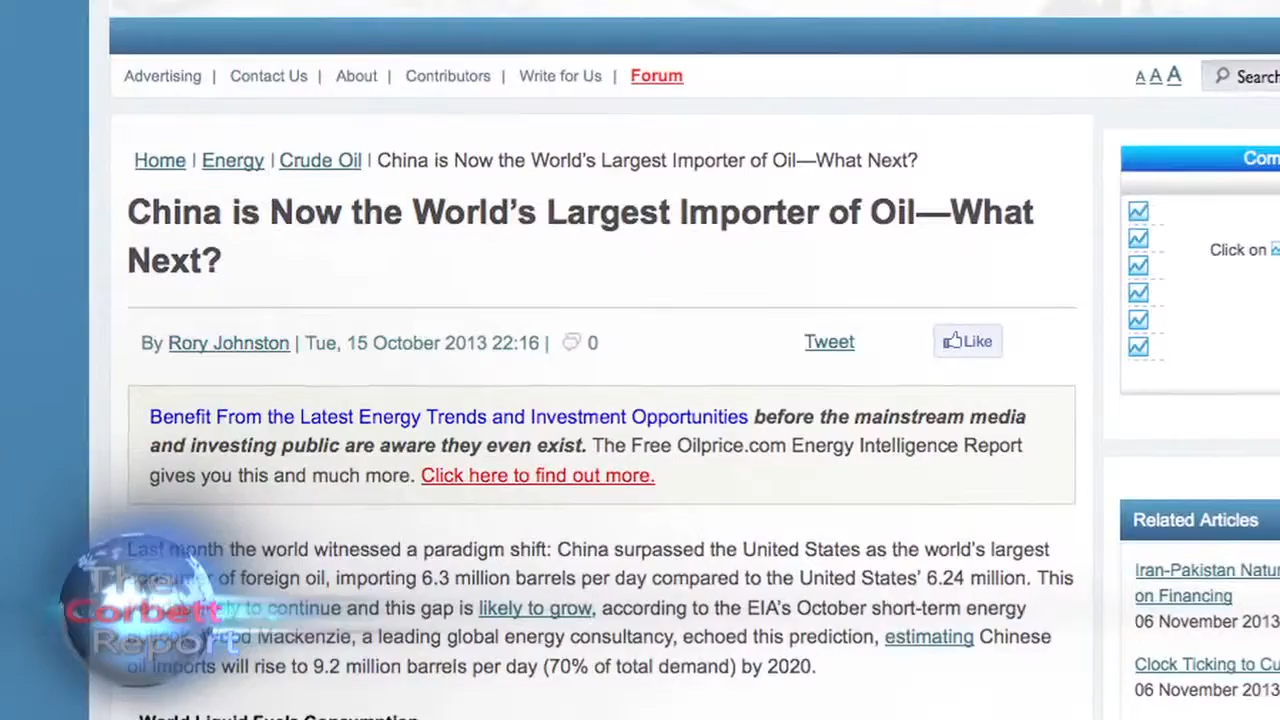 Advertising | Contact Us | About | Contributors | Write for Us | Forum
A A A
Search
Home | Energy | Crude Oil | China is Now the World's Largest Importer of Oil—What Next?
China is Now the World's Largest Importer of Oil—What
Next?
By Rory Johnston | Tue, 15 October 2013 22:16 | 0
Tweet
Like
Benefit From the Latest Energy Trends and Investment Opportunities before the mainstream media
and investing public are aware they even exist. The Free Oilprice.com Energy Intelligence Report
gives you this and much more. Click here to find out more.
Last month the world witnessed a paradigm shift: China surpassed the United States as the world's largest
of foreign oil, importing 6.3 million barrels per day compared to the United States' 6.24 million. This
to continue and this gap is likely to grow, according to the EIA's October short-term energy
Mackenzie, a leading global energy consultancy, echoed this prediction, estimating Chinese
oil imports will rise to 9.2 million barrels per day (70% of total demand) by 2020.
World Liquid Fuels Consumption
Com
Click on
Related Articles
Iran-Pakistan Natur
on Financing
06 November 2013
Clock Ticking to Cu
06 November 2013
The
Corbett
Report